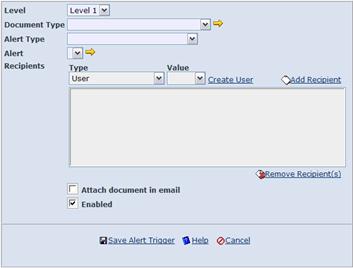 Level Level 1
Document Type
Alert Type
Alert
Recipients Type Value
User Create User Add Recipient
Remove Recipient(s)
Attach document in email
Enabled
Save Alert Trigger Help Cancel